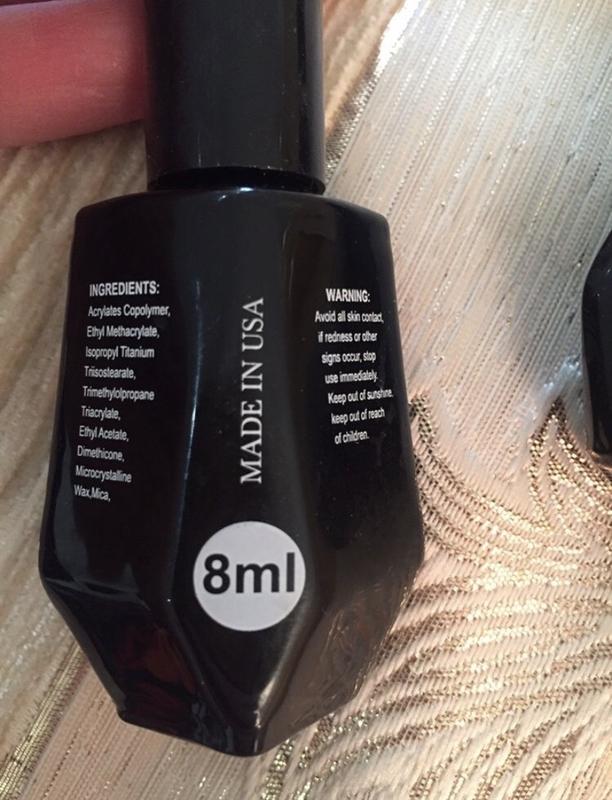 INGREDIENTS:
Acrylates Copolymer,
Ethyl Methacrylate,
Isopropyl Titanium
Triisostearate,
Trimethylolpropane
Triacrylate,
Ethyl Acetate,
Dimethicone,
Microcrystalline
Wax,Mica,
MADE IN USA
8ml
WARNING:
Avoid all skin contact,
if redness or other
signs occur, stop
use immediately.
Keep out of sunshine,
keep out of reach
of children.